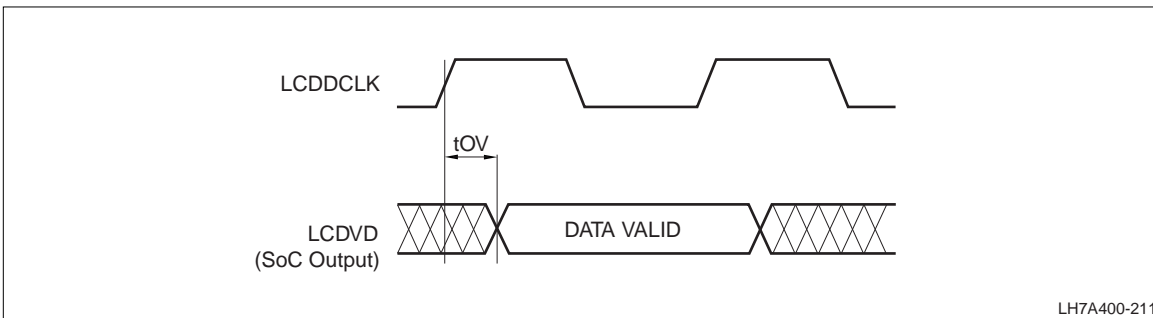 LCDDCLK
tOV
LCDVD
(SoC Output)
DATA VALID
LH7A400-211